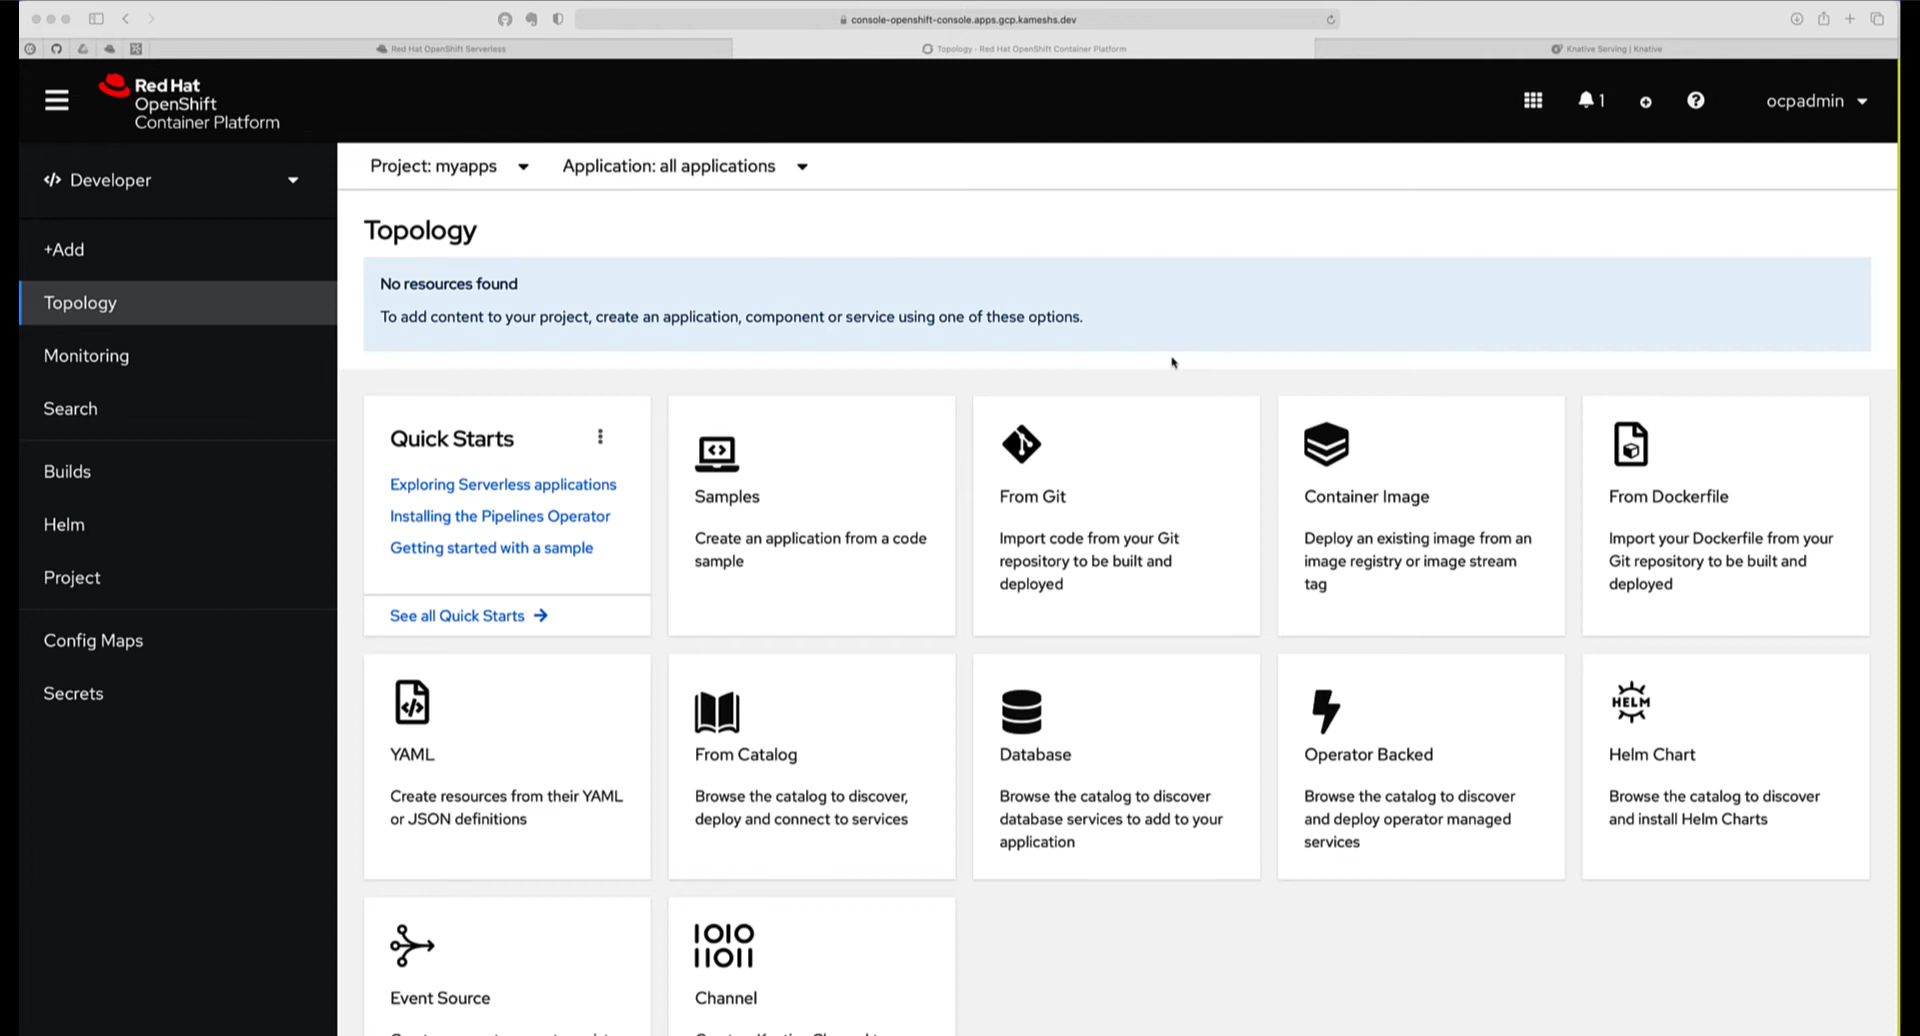 console-openshift-console.apps.gcp.kameshs.dev
Red Hat OpenShift Serverless
Topology · Red Hat OpenShift Container Platform
Knative Serving | Knative
Red Hat
OpenShift
Container Platform
1
ocpadmin
Developer
Project: myapps
Application: all applications
+Add
Topology
Monitoring
Search
Builds
Helm
Project
Config Maps
Secrets
Topology
No resources found
To add content to your project, create an application, component or service using one of these options.
Quick Starts
Exploring Serverless applications
Installing the Pipelines Operator
Getting started with a sample
See all Quick Starts
Samples
Create an application from a code
sample
From Git
Import code from your Git
repository to be built and
deployed
Container Image
Deploy an existing image from an
image registry or image stream
tag
From Dockerfile
Import your Dockerfile from your
Git repository to be built and
deployed
YAML
Create resources from their YAML
or JSON definitions
From Catalog
Browse the catalog to discover,
deploy and connect to services
Database
Browse the catalog to discover
database services to add to your
application
Operator Backed
Browse the catalog to discover
and deploy operator managed
services
HELM
Helm Chart
Browse the catalog to discover
and install Helm Charts
Event Source
1010
11011
Channel